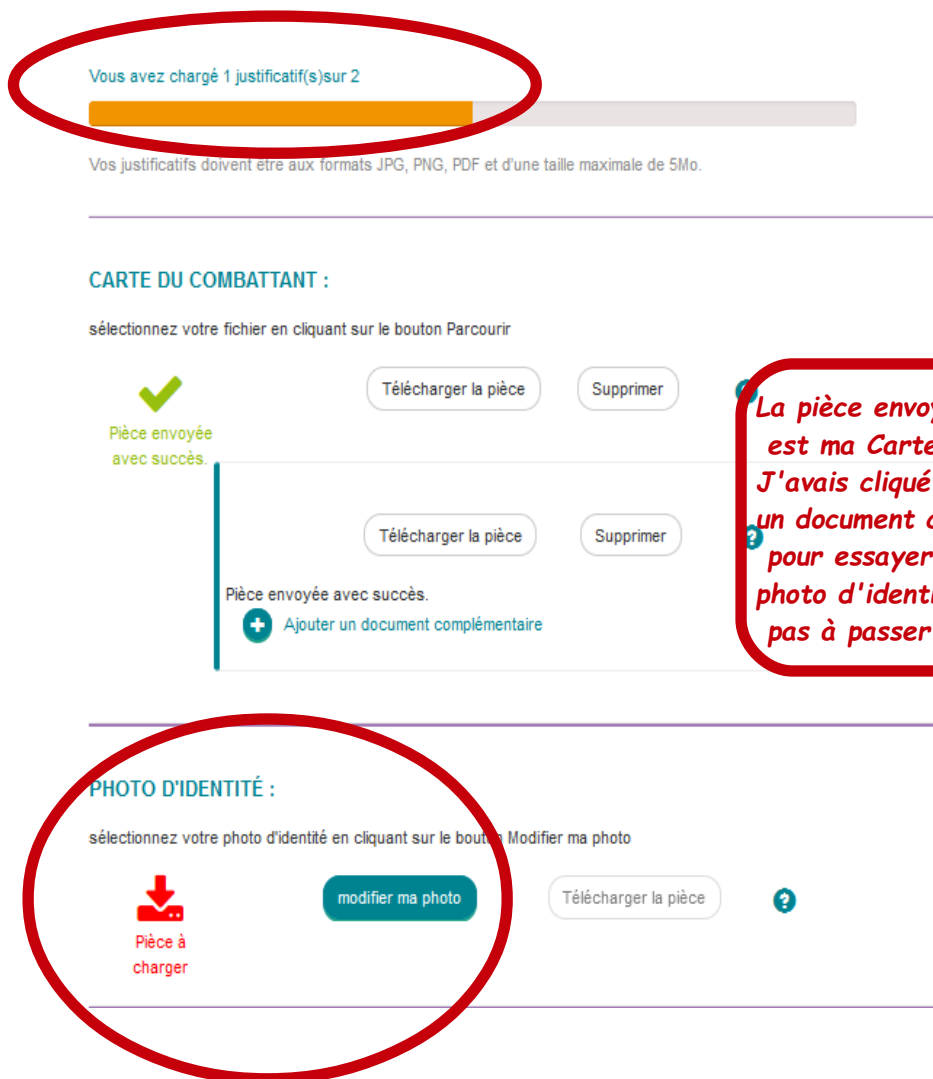 Vous avez chargé 1 justificatif(s)sur 2
Vos justificatifs doivent être aux formats JPG, PNG, PDF et d'une taille maximale de 5Mo.
CARTE DU COMBATTANT :
sélectionnez votre fichier en cliquant sur le bouton Parcourir
Télécharger la pièce
Supprimer
?
Pièce envoyée
avec succès.
La pièce
est ma Carte
J'avais cliqué
un document
pour essayer
photo
pas à passer
Télécharger la pièce
Supprimer
?
Pièce envoyée avec succès.
Ajouter un document complémentaire
PHOTO D'IDENTITÉ :
sélectionnez votre photo d'identité en cliquant sur le bouton Modifier ma photo
modifier ma photo
Télécharger la pièce
?
Pièce à
charger